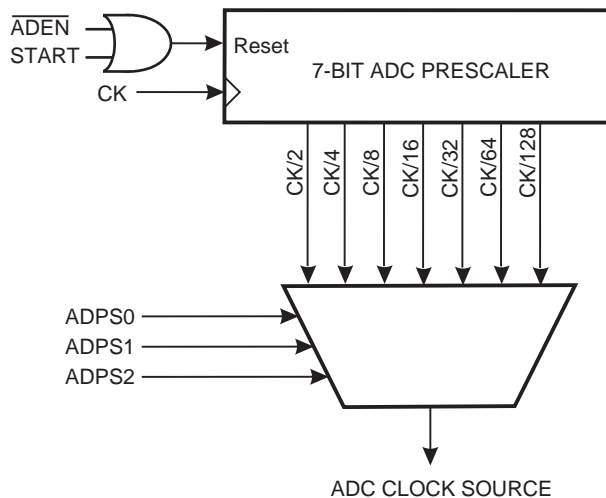 ADEN
START
Reset
7-BIT ADC PRESCALER
CK
CK/2
CK/4
CK/8
CK/16
CK/32
CK/64
CK/128
ADPS0
ADPS1
ADPS2
ADC CLOCK SOURCE